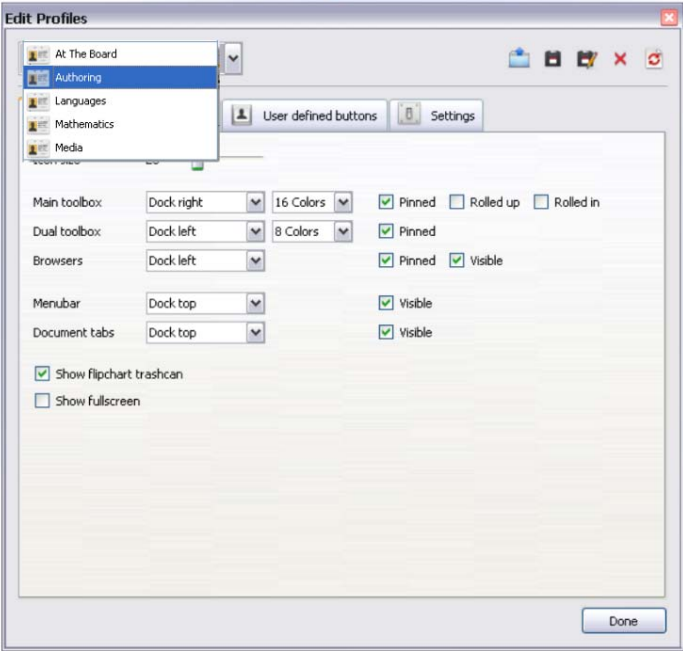 Edit Profiles
At The Board
Authoring
Languages
Mathematics
Media
User defined buttons
Settings
Main toolbox Dock right 16 Colors Pinned Rolled up Rolled in
Dual toolbox Dock left 8 Colors Pinned
Browsers Dock left Pinned Visible
Menubar Dock top Visible
Document tabs Dock top Visible
Show flipchart trashcan
Show fullscreen
Done